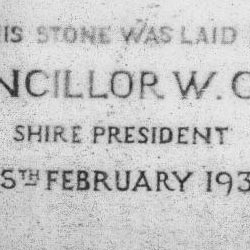 IS STONE WAS LAID
NCILLOR W. C
SHIRE PRESIDENT
5TH FEBRUARY 193